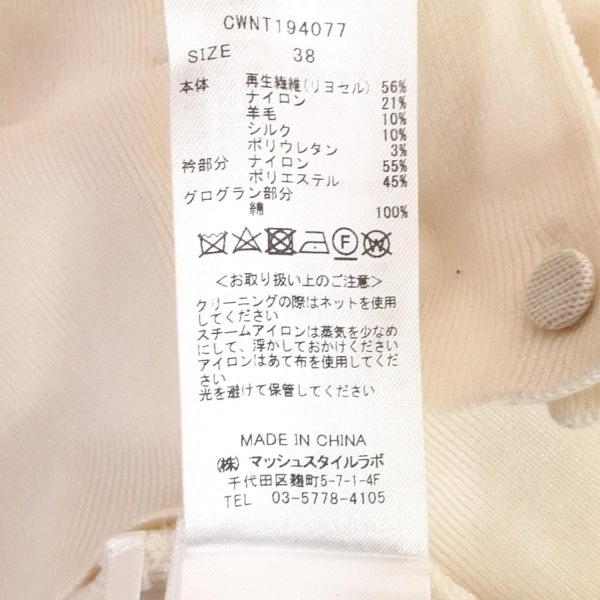 CWNT194077
SIZE 38
本体 再生繊維(リヨセル) 56%
ナイロン 21%
羊毛 10%
シルク 10%
ポリウレタン 3%
衿部分 ナイロン 55%
ポリエステル 45%
グログラン部分
綿 100%
F W
<お取り扱い上のご注意>
クリーニングの際はネットを使用
してください
スチームアイロンは蒸気を少なめ
にして、浮かしておかけください
アイロンはあて布を使用してくだ
さい
光を避けて保管してください
MADE IN CHINA
(株) マッシュスタイルラボ
千代田区麹町5-7-1-4F
TEL 03-5778-4105